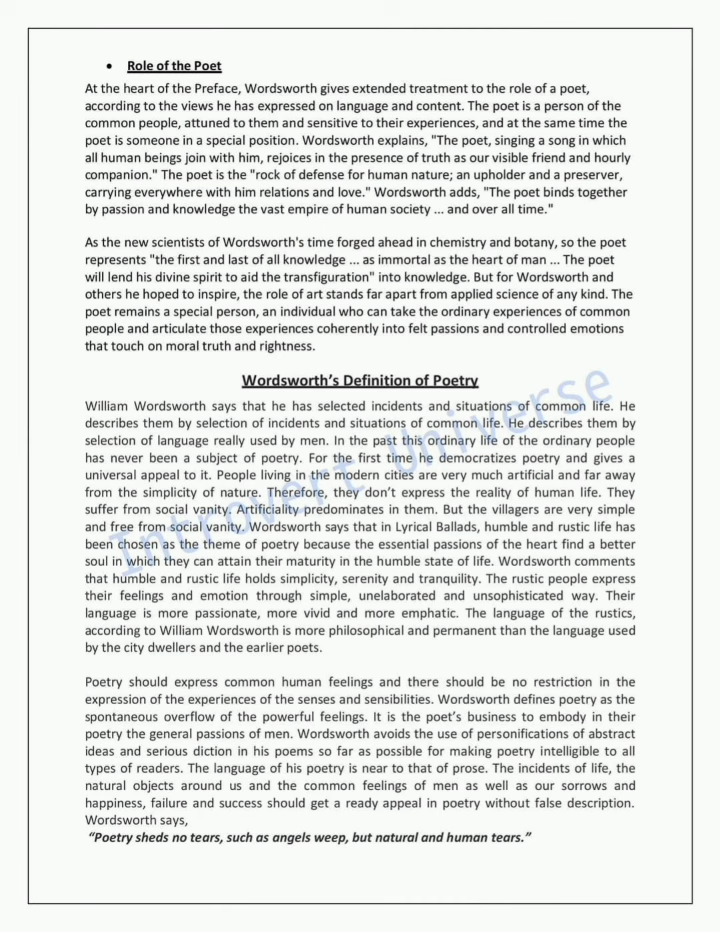 • Role of the Poet
At the heart of the Preface, Wordsworth gives extended treatment to the role of a poet,
according to the views he has expressed on language and content. The poet is a person of the
common people, attuned to them and sensitive to their experiences, and at the same time the
poet is someone in a special position. Wordsworth explains, "The poet, singing a song in which
all human beings join with him, rejoices in the presence of truth as our visible friend and hourly
companion." The poet is the "rock of defense for human nature; an upholder and a preserver,
carrying everywhere with him relations and love." Wordsworth adds, "The poet binds together
by passion and knowledge the vast empire of human society ... and over all time."
As the new scientists of Wordsworth's time forged ahead in chemistry and botany, so the poet
represents "the first and last of all knowledge ... as immortal as the heart of man ... The poet
will lend his divine spirit to aid the transfiguration" into knowledge. But for Wordsworth and
others he hoped to inspire, the role of art stands far apart from applied science of any kind. The
poet remains a special person, an individual who can take the ordinary experiences of common
people and articulate those experiences coherently into felt passions and controlled emotions
that touch on moral truth and rightness.
Wordsworth’s Definition of Poetry
William Wordsworth says that he has selected incidents and situations of common life. He
describes them by selection of incidents and situations of common life. He describes them by
selection of language really used by men. In the past this ordinary life of the ordinary people
has never been a subject of poetry. For the first time he democratizes poetry and gives a
universal appeal to it. People living in the modern cities are very much artificial and far away
from the simplicity of nature. Therefore, they don’t express the reality of human life. They
suffer from social vanity. Artificiality predominates in them. But the villagers are very simple
and free from social vanity. Wordsworth says that in Lyrical Ballads, humble and rustic life has
been chosen as the theme of poetry because the essential passions of the heart find a better
soul in which they can attain their maturity in the humble state of life. Wordsworth comments
that humble and rustic life holds simplicity, serenity and tranquility. The rustic people express
their feelings and emotion through simple, unelaborated and unsophisticated way. Their
language is more passionate, more vivid and more emphatic. The language of the rustics,
according to William Wordsworth is more philosophical and permanent than the language used
by the city dwellers and the earlier poets.
Poetry should express common human feelings and there should be no restriction in the
expression of the experiences of the senses and sensibilities. Wordsworth defines poetry as the
spontaneous overflow of the powerful feelings. It is the poet’s business to embody in their
poetry the general passions of men. Wordsworth avoids the use of personifications of abstract
ideas and serious diction in his poems so far as possible for making poetry intelligible to all
types of readers. The language of his poetry is near to that of prose. The incidents of life, the
natural objects around us and the common feelings of men as well as our sorrows and
happiness, failure and success should get a ready appeal in poetry without false description.
Wordsworth says,
“Poetry sheds no tears, such as angels weep, but natural and human tears.”
Introvert Universe